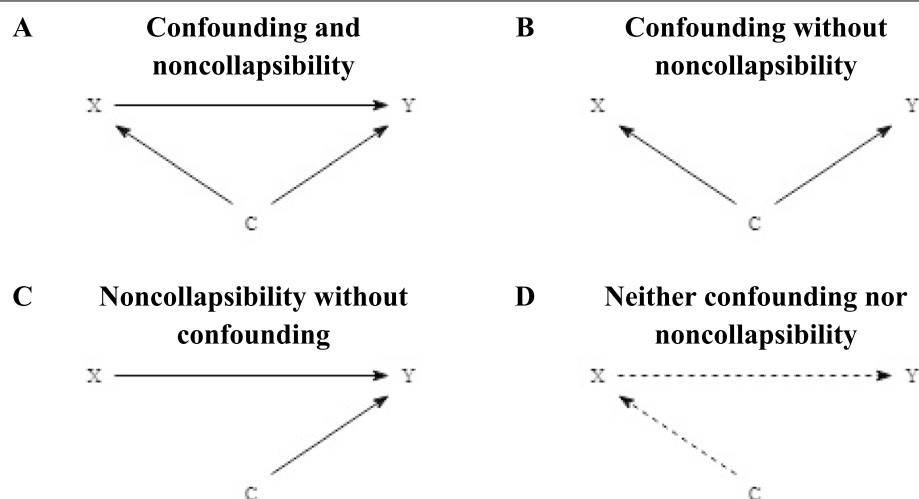 A Confounding and noncollapsibility
X Y
C
B Confounding without noncollapsibility
X Y
C
C Noncollapsibility without confounding
X Y
C
D Neither confounding nor noncollapsibility
X Y
C